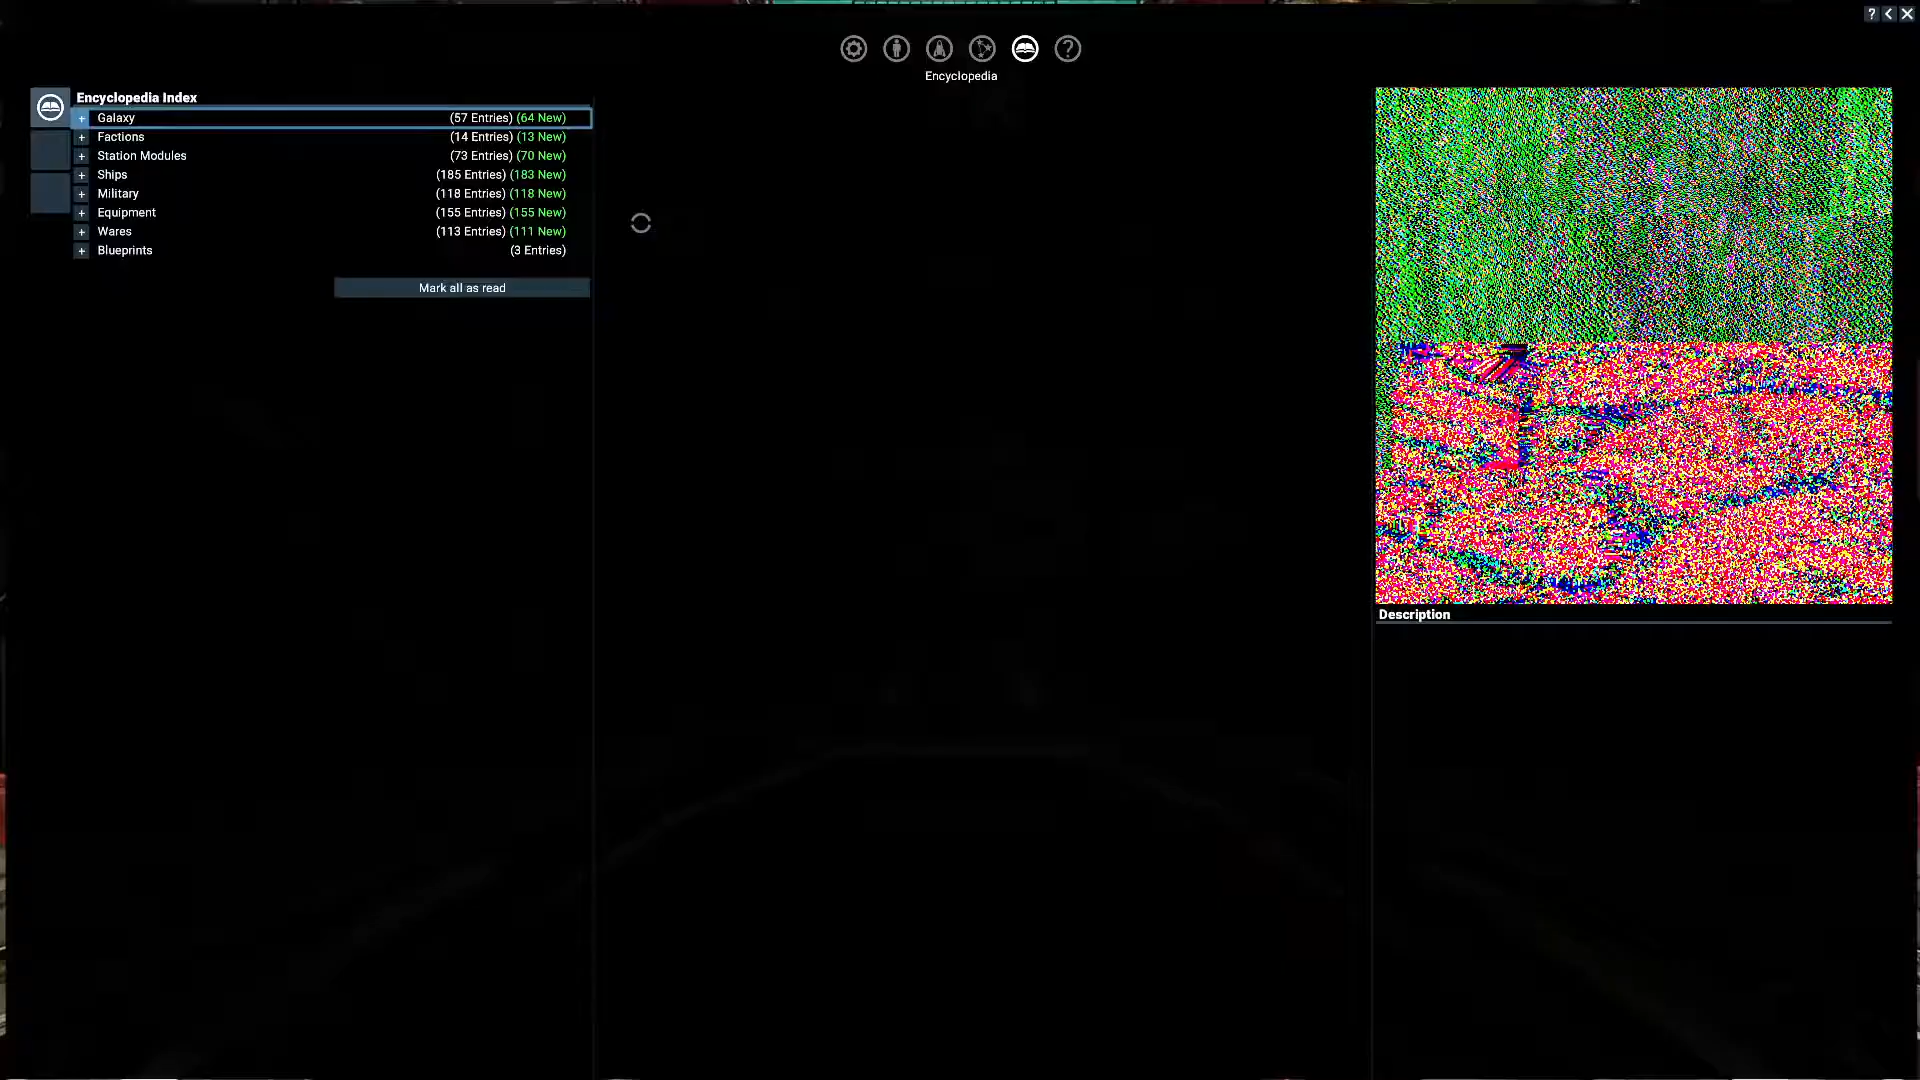 Encyclopedia
Encyclopedia Index
+ Galaxy (57 Entries) (64 New)
+ Factions (14 Entries) (13 New)
+ Station Modules (73 Entries) (70 New)
+ Ships (185 Entries) (183 New)
+ Military (118 Entries) (118 New)
+ Equipment (155 Entries) (155 New)
+ Wares (113 Entries) (111 New)
+ Blueprints (3 Entries)
Mark all as read
Description